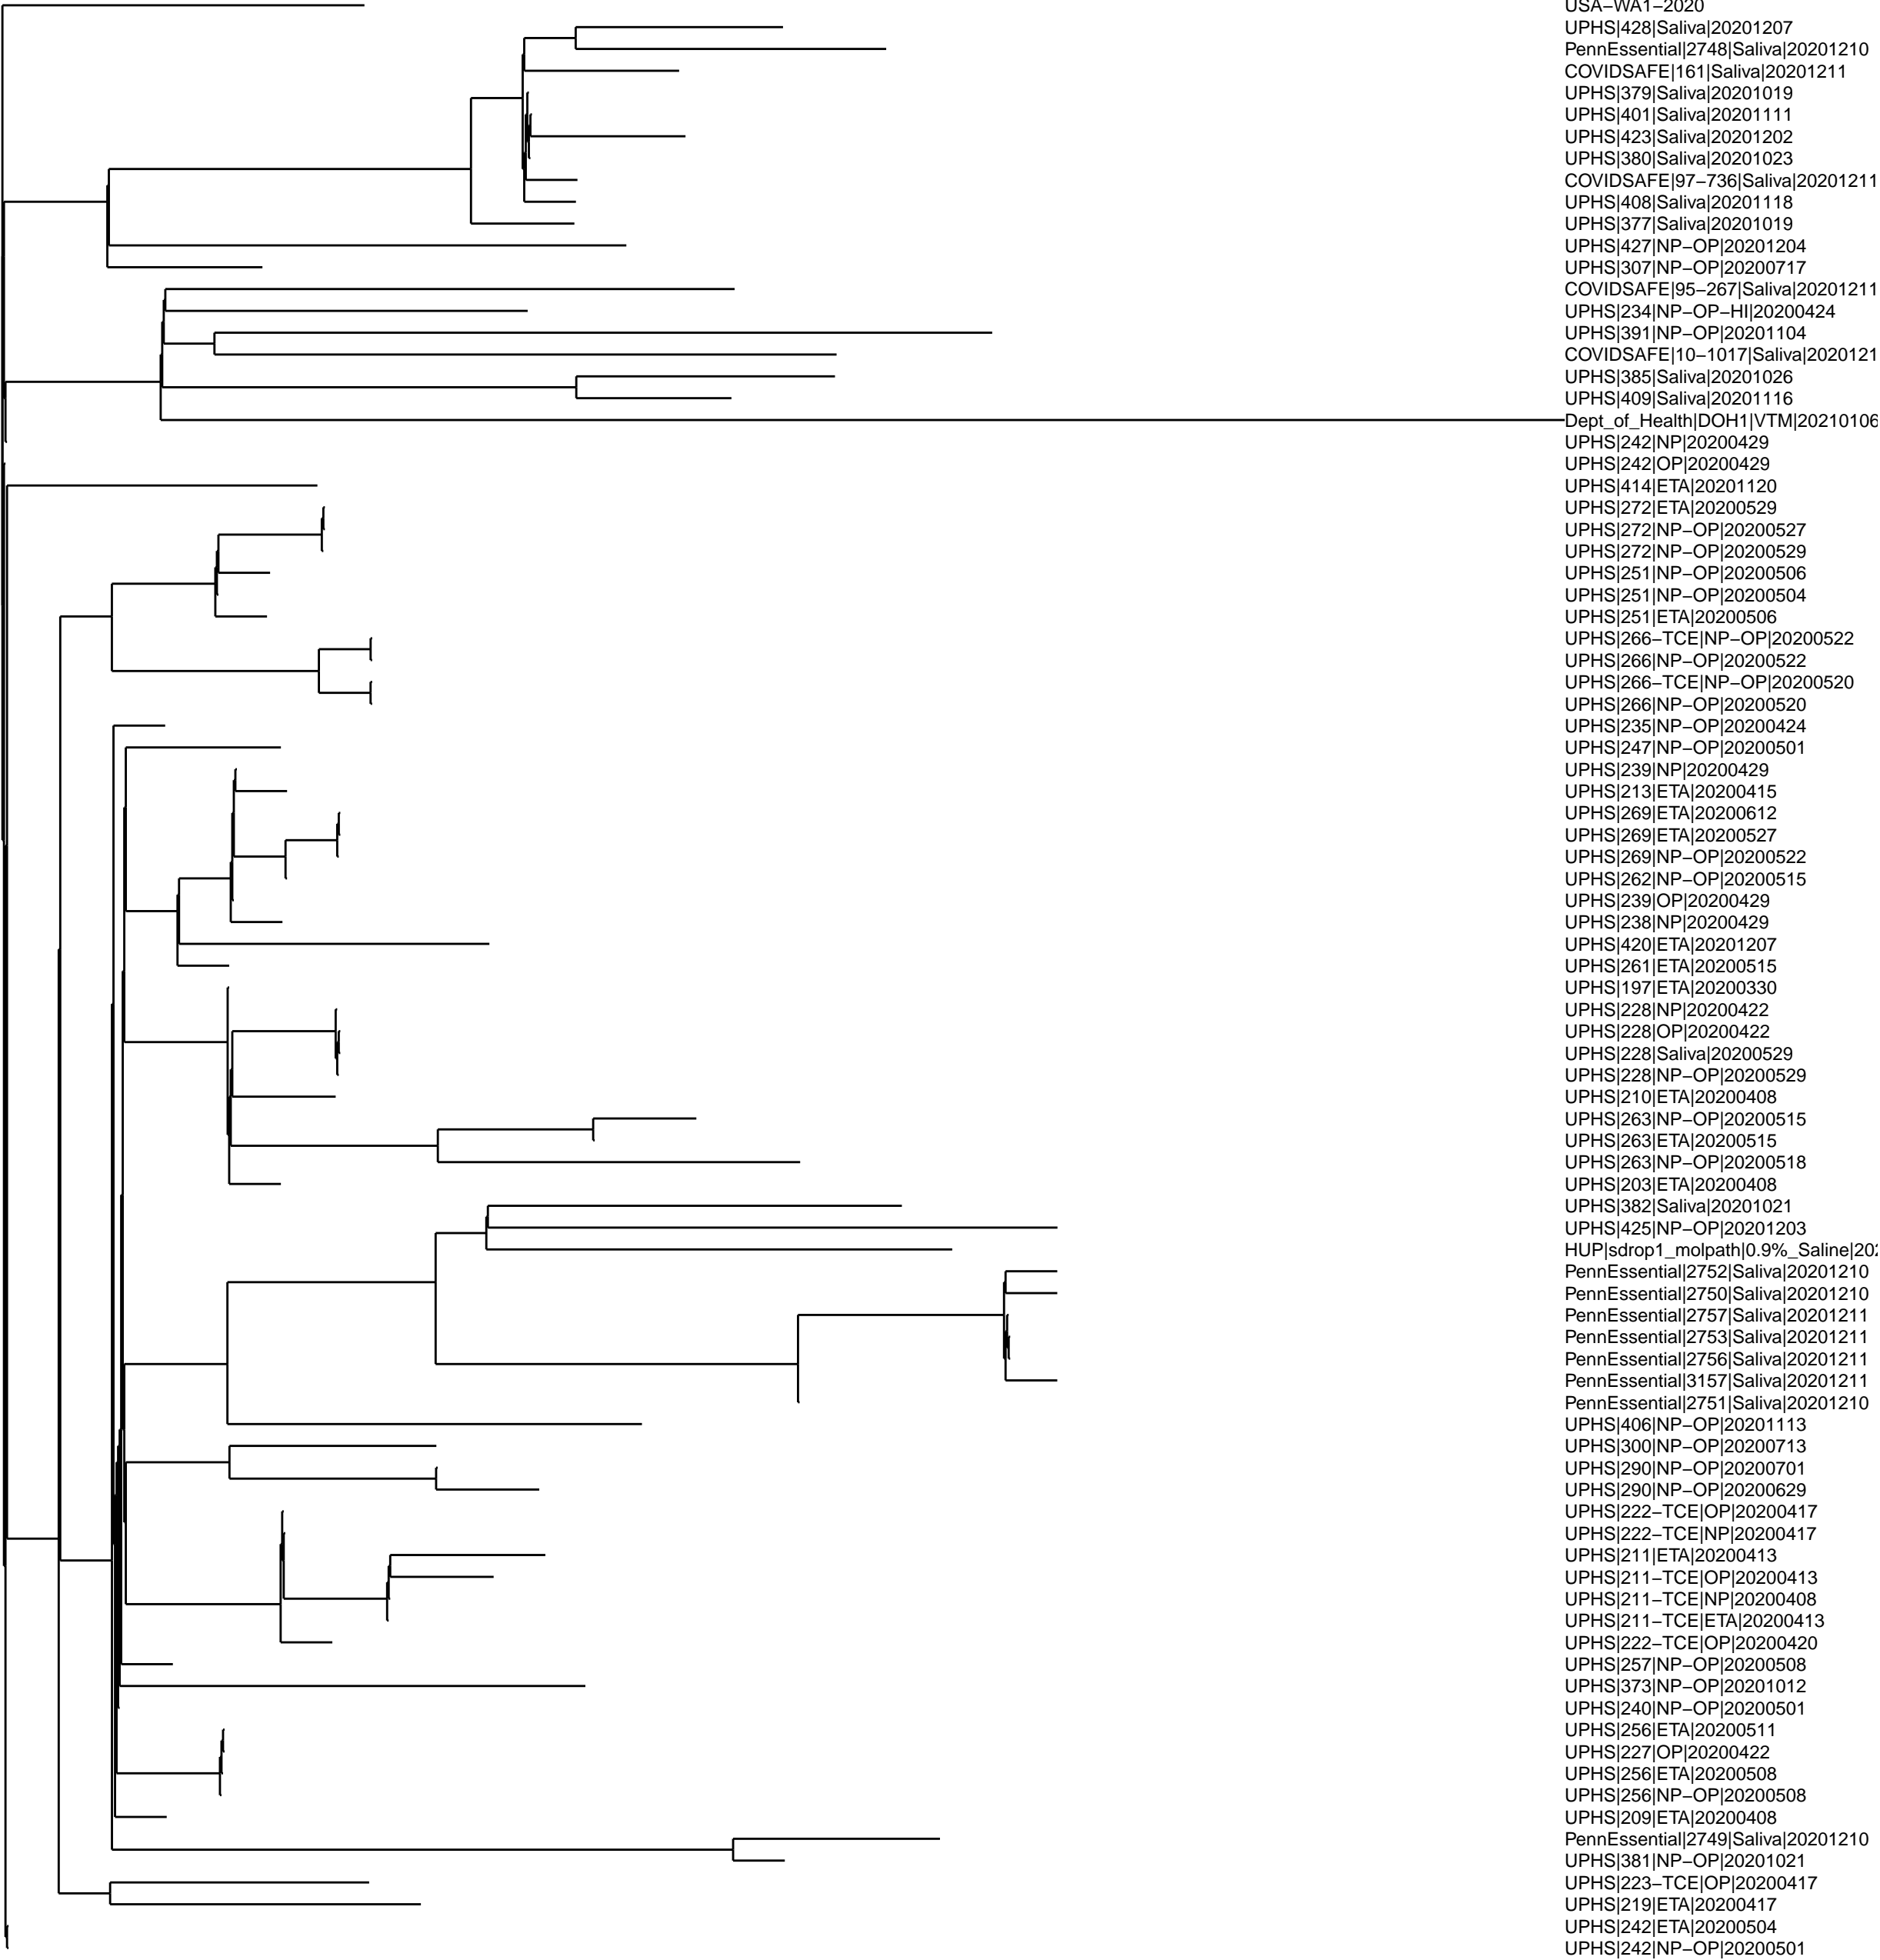 USA−WA1−2020
UPHS|428|Saliva|20201207
PennEssential|2748|Saliva|20201210
COVIDSAFE|161|Saliva|20201211
UPHS|379|Saliva|20201019
UPHS|401|Saliva|20201111
UPHS|423|Saliva|20201202
UPHS|380|Saliva|20201023
COVIDSAFE|97−736|Saliva|20201211
UPHS|408|Saliva|20201118
UPHS|377|Saliva|20201019
UPHS|427|NP−OP|20201204
UPHS|307|NP−OP|20200717
COVIDSAFE|95−267|Saliva|20201211
UPHS|234|NP−OP−HI|20200424
UPHS|391|NP−OP|20201104
COVIDSAFE|10−1017|Saliva|2020121
UPHS|385|Saliva|20201026
UPHS|409|Saliva|20201116
Dept_of_Health|DOH1|VTM|20210106
UPHS|242|NP|20200429
UPHS|242|OP|20200429
UPHS|414|ETA|20201120
UPHS|272|ETA|20200529
UPHS|272|NP−OP|20200527
UPHS|272|NP−OP|20200529
UPHS|251|NP−OP|20200506
UPHS|251|NP−OP|20200504
UPHS|251|ETA|20200506
UPHS|266−TCE|NP−OP|20200522
UPHS|266|NP−OP|20200522
UPHS|266−TCE|NP−OP|20200520
UPHS|266|NP−OP|20200520
UPHS|235|NP−OP|20200424
UPHS|247|NP−OP|20200501
UPHS|239|NP|20200429
UPHS|213|ETA|20200415
UPHS|269|ETA|20200612
UPHS|269|ETA|20200527
UPHS|269|NP−OP|20200522
UPHS|262|NP−OP|20200515
UPHS|239|OP|20200429
UPHS|238|NP|20200429
UPHS|420|ETA|20201207
UPHS|261|ETA|20200515
UPHS|197|ETA|20200330
UPHS|228|NP|20200422
UPHS|228|OP|20200422
UPHS|228|Saliva|20200529
UPHS|228|NP−OP|20200529
UPHS|210|ETA|20200408
UPHS|263|NP−OP|20200515
UPHS|263|ETA|20200515
UPHS|263|NP−OP|20200518
UPHS|203|ETA|20200408
UPHS|382|Saliva|20201021
UPHS|425|NP−OP|20201203
HUP|sdrop1_molpath|0.9%_Saline|202
PennEssential|2752|Saliva|20201210
PennEssential|2750|Saliva|20201210
PennEssential|2757|Saliva|20201211
PennEssential|2753|Saliva|20201211
PennEssential|2756|Saliva|20201211
PennEssential|3157|Saliva|20201211
PennEssential|2751|Saliva|20201210
UPHS|406|NP−OP|20201113
UPHS|300|NP−OP|20200713
UPHS|290|NP−OP|20200701
UPHS|290|NP−OP|20200629
UPHS|222−TCE|OP|20200417
UPHS|222−TCE|NP|20200417
UPHS|211|ETA|20200413
UPHS|211−TCE|OP|20200413
UPHS|211−TCE|NP|20200408
UPHS|211−TCE|ETA|20200413
UPHS|222−TCE|OP|20200420
UPHS|257|NP−OP|20200508
UPHS|373|NP−OP|20201012
UPHS|240|NP−OP|20200501
UPHS|256|ETA|20200511
UPHS|227|OP|20200422
UPHS|256|ETA|20200508
UPHS|256|NP−OP|20200508
UPHS|209|ETA|20200408
PennEssential|2749|Saliva|20201210
UPHS|381|NP−OP|20201021
UPHS|223−TCE|OP|20200417
UPHS|219|ETA|20200417
UPHS|242|ETA|20200504
UPHS|242|NP−OP|20200501